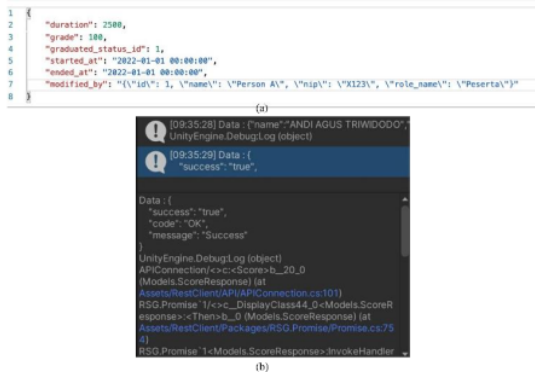 1 {
2 "duration": 2500,
3 "grade": 100,
4 "graduated_status_id": 1,
5 "started_at": "2022-01-01 00:00:00",
6 "ended_at": "2022-01-01 00:00:00",
7 "modified_by": "{\"id\": 1, \"name\": \"Person A\", \"nip\": \"X123\", \"role_name\": \"Peserta\"}"
8 }
(a)
[09:35:28] Data : {"name":"ANDI AGUS TRIWIDODO","
UnityEngine.Debug:Log (object)
[09:35:29] Data : {
"success": "true",
Data : {
"success": "true",
"code": "OK",
"message": "Success"
}
UnityEngine.Debug:Log (object)
APIConnection/<>c:<Score>b__20_0
(Models.ScoreResponse) (at
Assets/RestClient/API/APIConnection.cs:101)
RSG.Promise`1/<>c__DisplayClass44_0<Models.ScoreR
esponse>:<Then>b__0 (Models.ScoreResponse) (at
Assets/RestClient/Packages/RSG.Promise/Promise.cs:75
4)
RSG.Promise`1<Models.ScoreResponse>:InvokeHandler
(b)